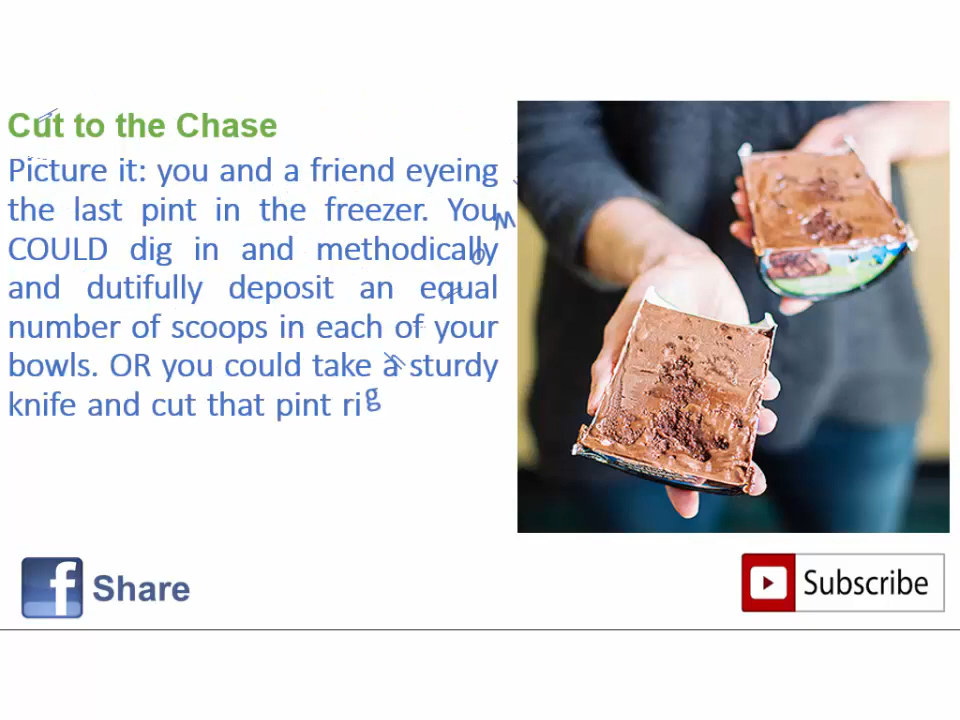 Cut to the Chase
Picture it: you and a friend eyeing
the last pint in the freezer. You
COULD dig in and methodically
and dutifully deposit an equal
number of scoops in each of your
bowls. OR you could take a sturdy
knife and cut that pint rig
f Share
Subscribe